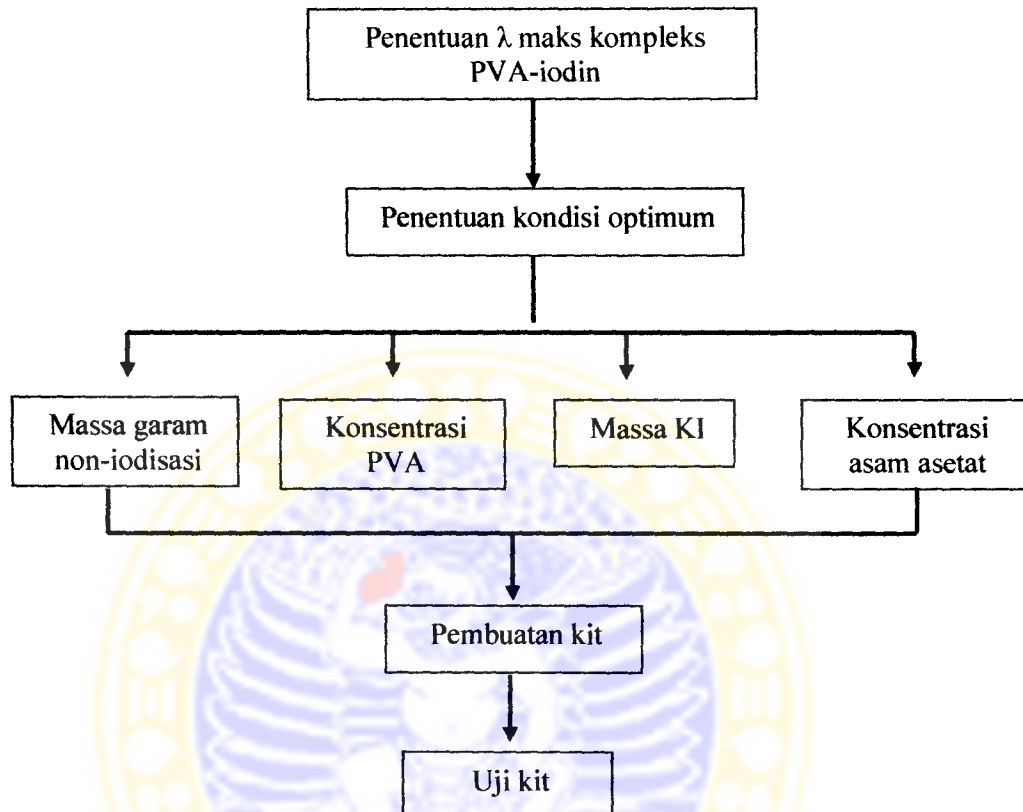 Penentuan λ maks kompleks
PVA-iodin
Penentuan kondisi optimum
Massa garam
non-iodisasi
Konsentrasi
PVA
Massa KI
Konsentrasi
asam asetat
Pembuatan kit
Uji kit